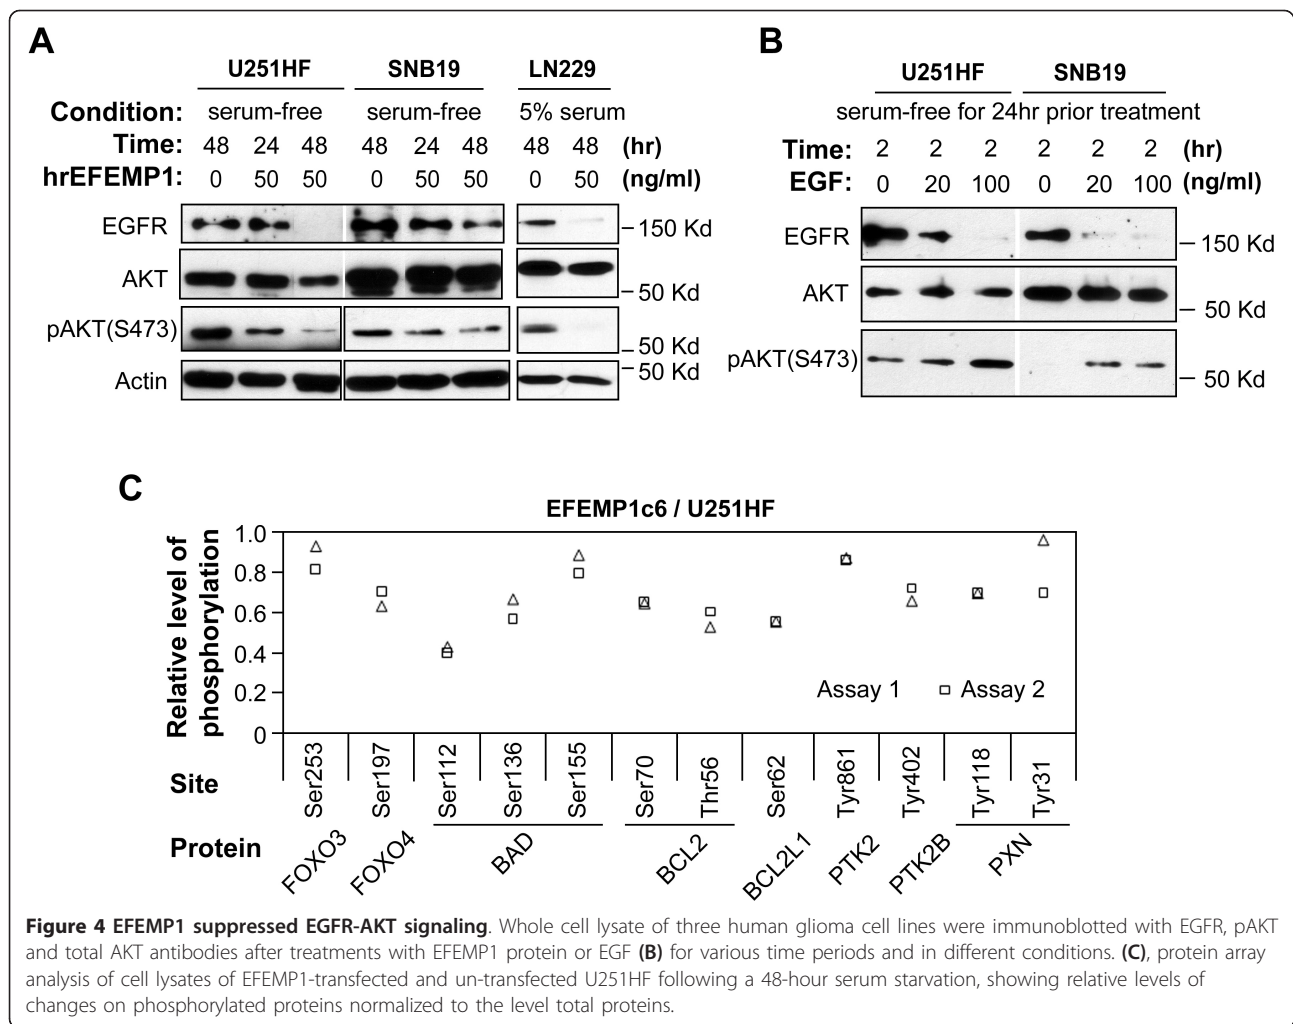 A
U251HF SNB19 LN229
Condition: serum-free serum-free 5% serum
Time: 48 24 48 48 24 48 48 48 (hr)
hrEFEMP1: 0 50 50 0 50 50 0 50 (ng/ml)
EGFR 150 Kd
AKT 50 Kd
pAKT(S473) 50 Kd
Actin 50 Kd
B
U251HF SNB19
serum-free for 24hr prior treatment
Time: 2 2 2 2 2 2 (hr)
EGF: 0 20 100 0 20 100 (ng/ml)
EGFR 150 Kd
AKT 50 Kd
pAKT(S473) 50 Kd
C
EFEMP1c6 / U251HF
Relative level of
phosphorylation
1.0
0.8
0.6
0.4
0.2
0
Assay 1 Assay 2
Site Ser253 Ser197 Ser112 Ser136 Ser155 Ser70 Thr56 Ser62 Tyr861 Tyr402 Tyr118 Tyr31
Protein FOXO3 FOXO4 BAD BCL2 BCL2L1 PTK2 PTK2B PXN
Figure 4 EFEMP1 suppressed EGFR-AKT signaling. Whole cell lysate of three human glioma cell lines were immunoblotted with EGFR, pAKT
and total AKT antibodies after treatments with EFEMP1 protein or EGF (B) for various time periods and in different conditions. (C), protein array
analysis of cell lysates of EFEMP1-transfected and un-transfected U251HF following a 48-hour serum starvation, showing relative levels of
changes on phosphorylated proteins normalized to the level total proteins.